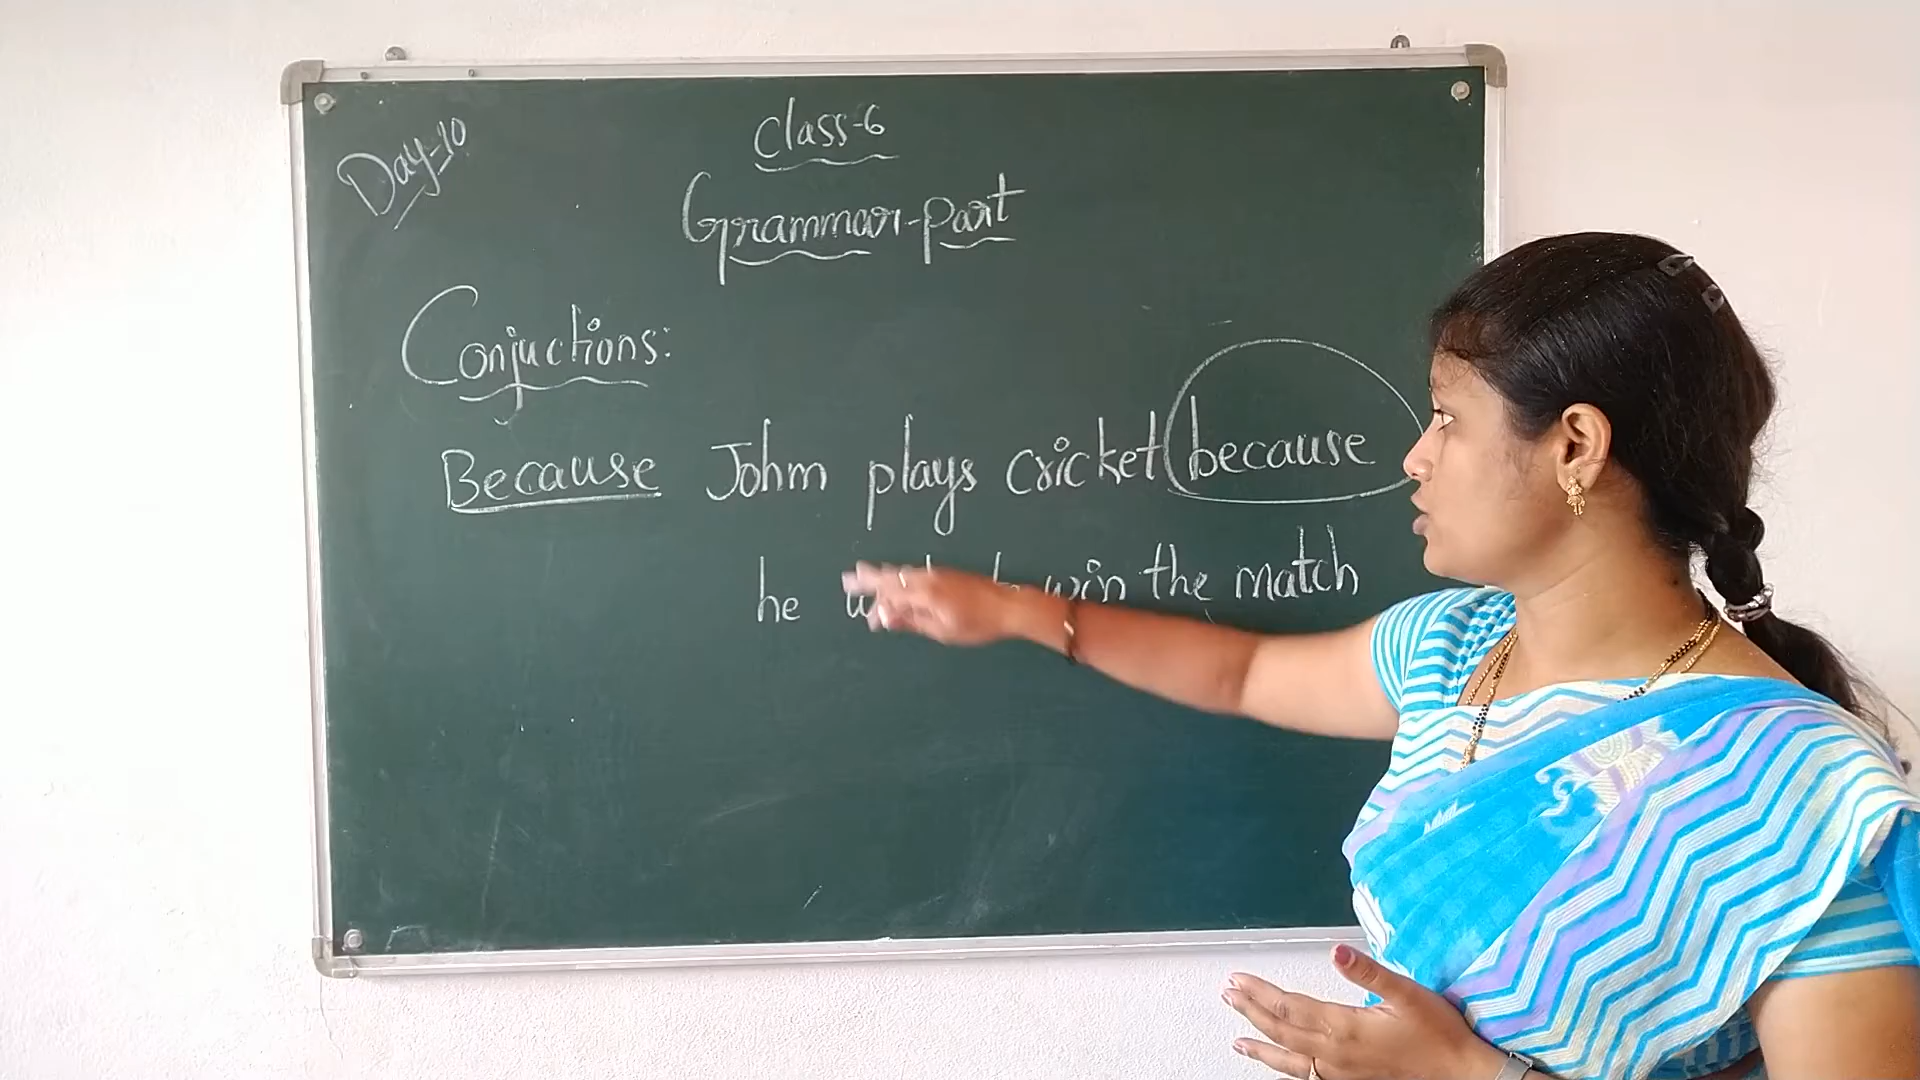 Day-10
Class-6
Grammar-part
Conjuctions:
Because John plays cricket because
he win the match